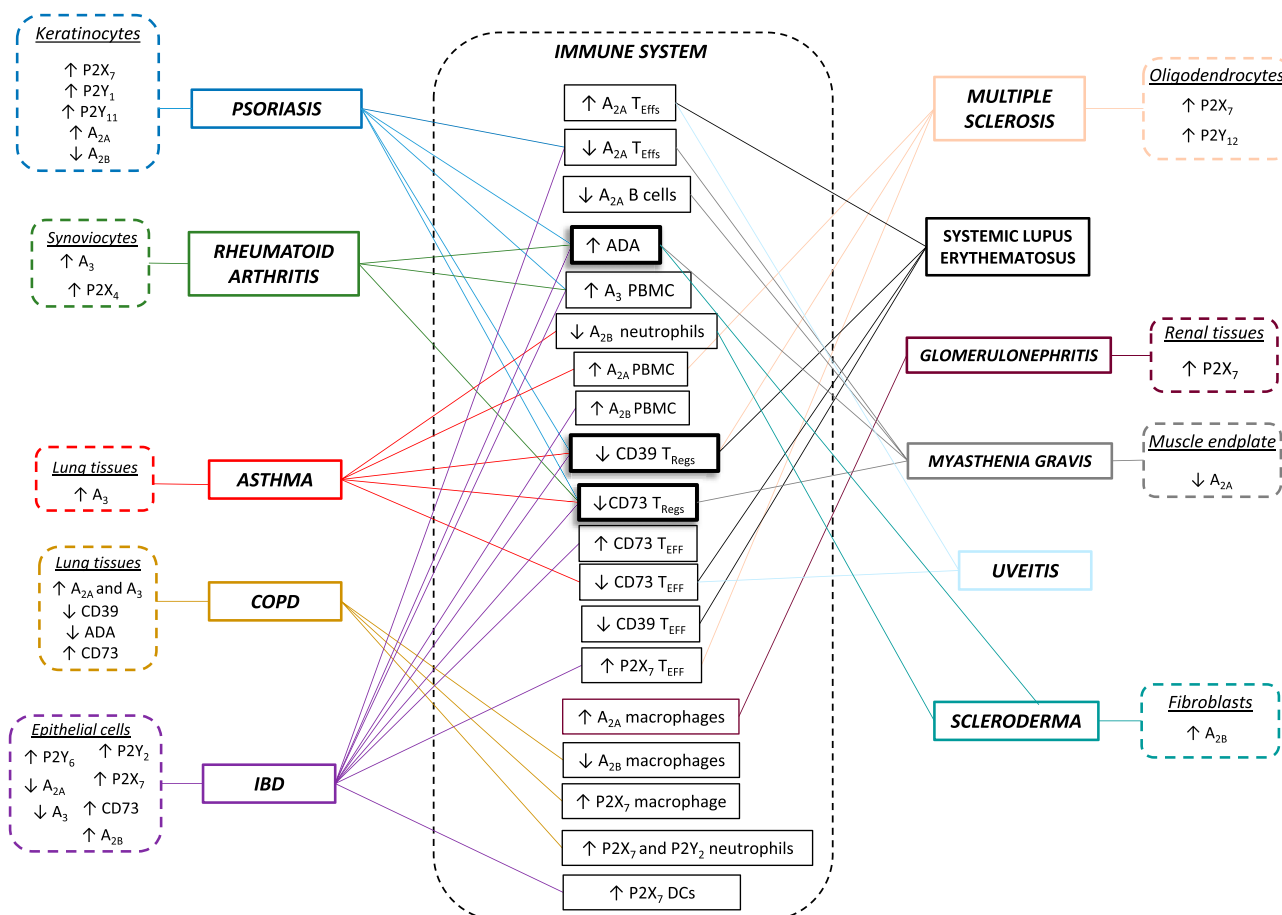 Keratinocytes
↑ P2X7
↑ P2Y1
↑ P2Y11
↑ A2A
↓ A2B
PSORIASIS
Synoviocytes
↑ A3
↑ P2X4
RHEUMATOID
ARTHRITIS
Lung tissues
↑ A3
ASTHMA
Lung tissues
↑ A2A and A3
↓ CD39
↓ ADA
↑ CD73
COPD
Epithelial cells
↑ P2Y6
↑ P2Y2
↓ A2A
↑ P2X7
↓ A3
↑ CD73
↑ A2B
IBD
IMMUNE SYSTEM
↑ A2A TEffs
↓ A2A TEffs
↓ A2A B cells
↑ ADA
↑ A3 PBMC
↓ A2B neutrophils
↑ A2A PBMC
↑ A2B PBMC
↓ CD39 TRegs
↓CD73 TRegs
↑ CD73 TEFF
↓ CD73 TEFF
↓ CD39 TEFF
↑ P2X7 TEFF
↑ A2A macrophages
↓ A2B macrophages
↑ P2X7 macrophage
↑ P2X7 and P2Y2 neutrophils
↑ P2X7 DCs
MULTIPLE
SCLEROSIS
Oligodendrocytes
↑ P2X7
↑ P2Y12
SYSTEMIC LUPUS
ERYTHEMATOSUS
GLOMERULONEPHRITIS
Renal tissues
↑ P2X7
MYASTHENIA GRAVIS
Muscle endplate
↓ A2A
UVEITIS
SCLERODERMA
Fibroblasts
↑ A2B